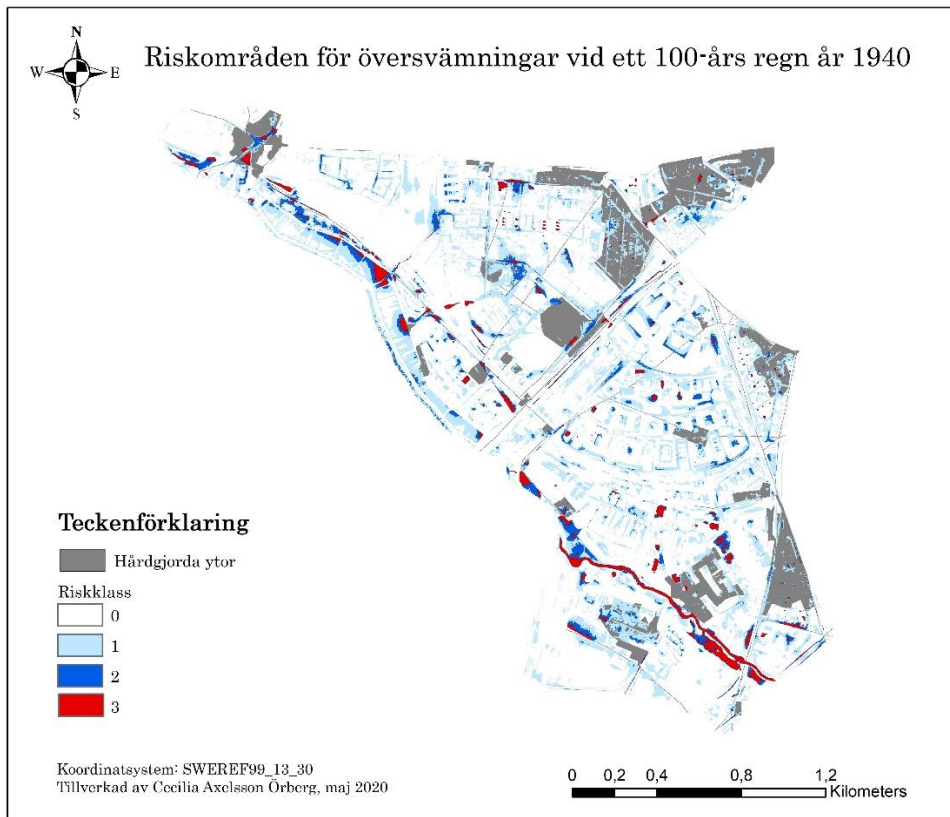 N
W E
S
Riskområden för översvämningar vid ett 100-års regn år 1940
Teckenförklaring
Hårdgjorda ytor
Riskklass
0
1
2
3
Koordinatsystem: SWEREF99_13_30
Tillverkad av Cecilia Axelsson Örberg, maj 2020
0 0,2 0,4 0,8 1,2
Kilometers